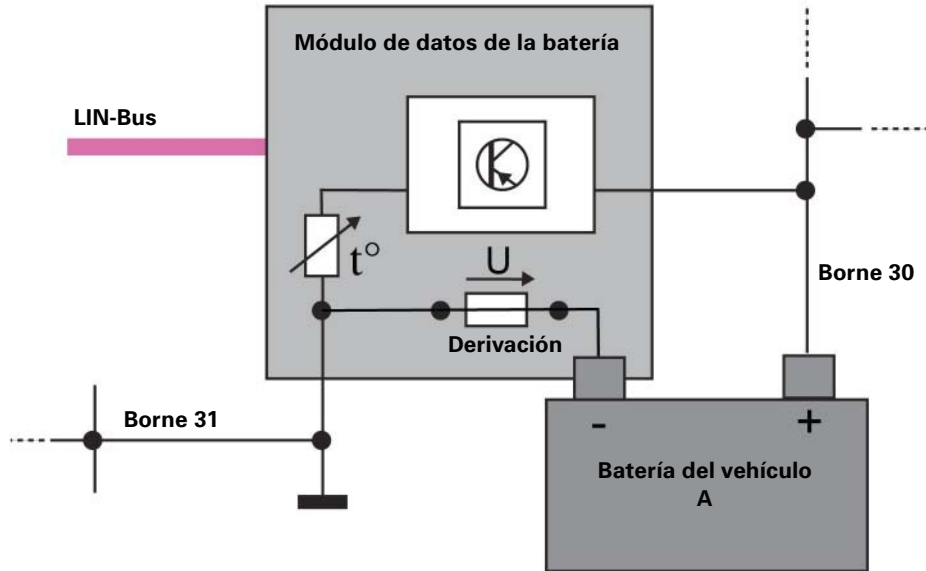 Módulo de datos de la batería
LIN-Bus
t°
U
Borne 30
Derivación
Borne 31
- +
Batería del vehículo
A